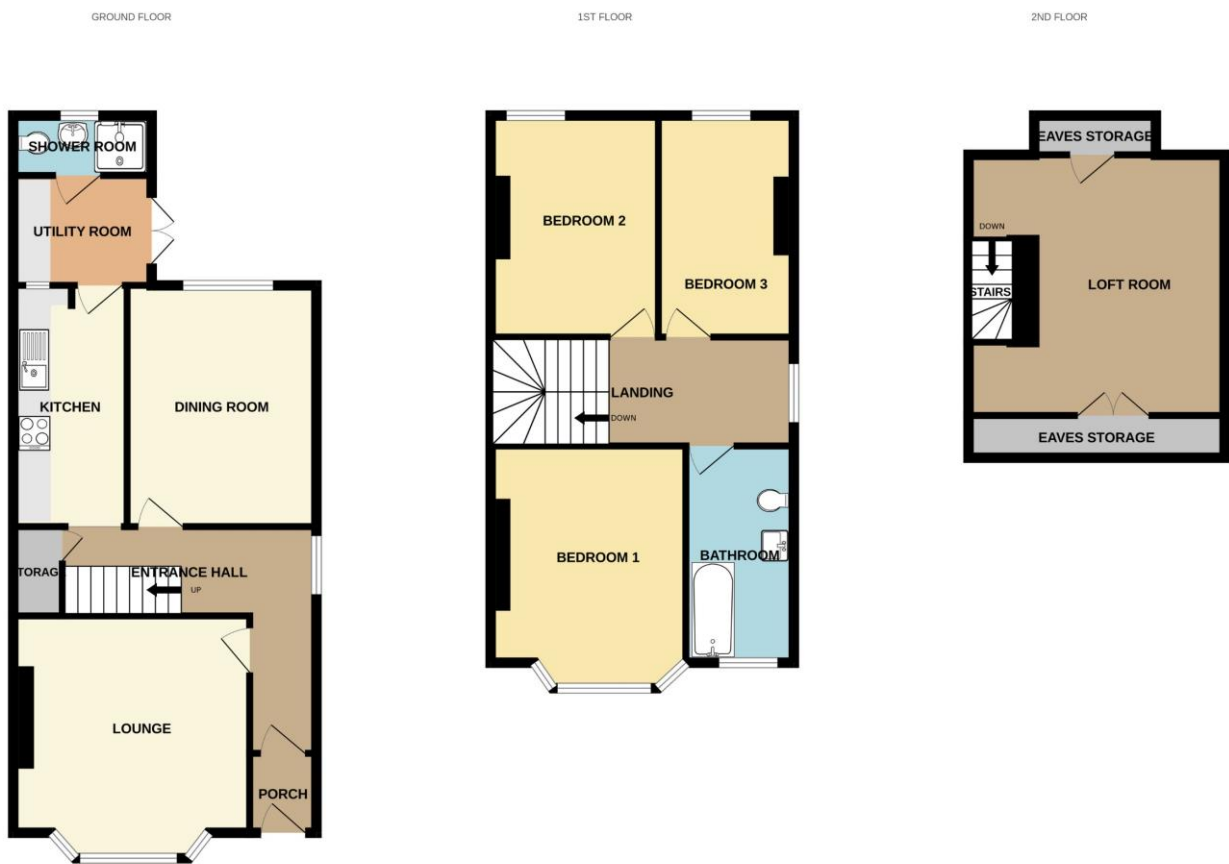 GROUND FLOOR
SHOWER ROOM
UTILITY ROOM
KITCHEN
DINING ROOM
TORAG
ENTRANCE HALL
UP
LOUNGE
PORCH
1ST FLOOR
BEDROOM 2
BEDROOM 3
LANDING
DOWN
BEDROOM 1
BATHROOM
2ND FLOOR
EAVES STORAGE
DOWN
STAIRS
LOFT ROOM
EAVES STORAGE